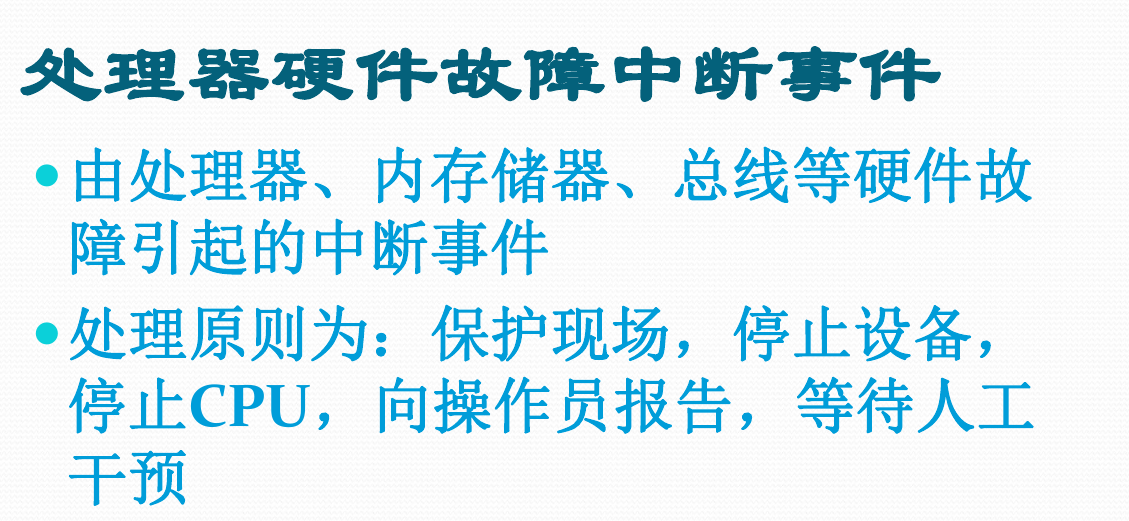 处理器硬件故障中断事件
•由处理器、内存储器、总线等硬件故
障引起的中断事件
•处理原则为：保护现场，停止设备，
停止CPU，向操作员报告，等待人工
干预